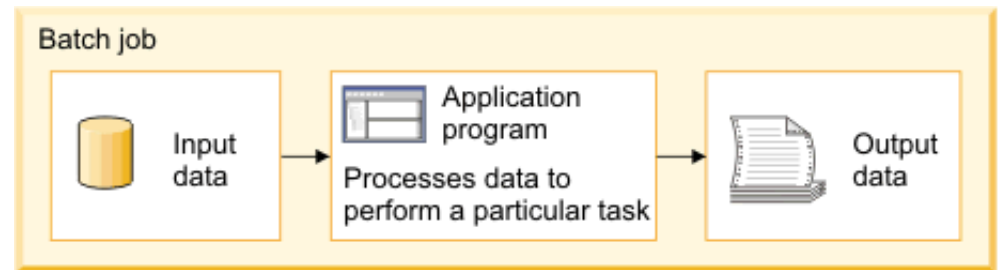 Batch job
Input
data
Application
program
Processes data to
perform a particular task
Output
data